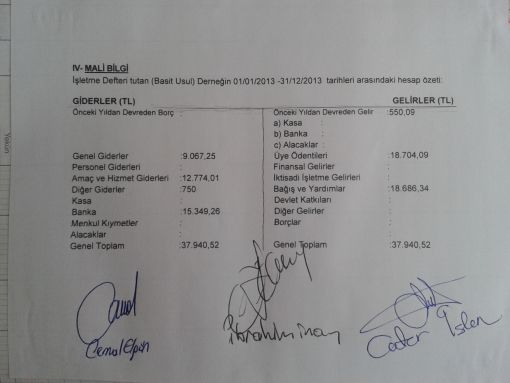 IV- MALİ BİLGİ
İşletme Defteri tutan (Basit Usul) Derneğin 01/01/2013 -31/12/2013 tarihleri arasındaki hesap özeti:
GİDERLER (TL) GELİRLER (TL)
Önceki Yıldan Devreden Borç : Önceki Yıldan Devreden Gelir :550,09
a) Kasa :
b) Banka :
c) Alacaklar :
Genel Giderler :9.067,25 Üye Ödentileri :18.704,09
Personel Giderleri : Finansal Gelirler :
Amaç ve Hizmet Giderleri :12.774,01 İktisadi İşletme Gelirleri
Diğer Giderler :750 Bağış ve Yardımlar :18.686,34
Kasa : Devlet Katkıları :
Banka :15.349,26 Diğer Gelirler :
Menkul Kıymetler : Borçlar :
Alacaklar :
Genel Toplam :37.940,52 Genel Toplam :37.940,52
İbrahim İnay
Cemal
Yekün